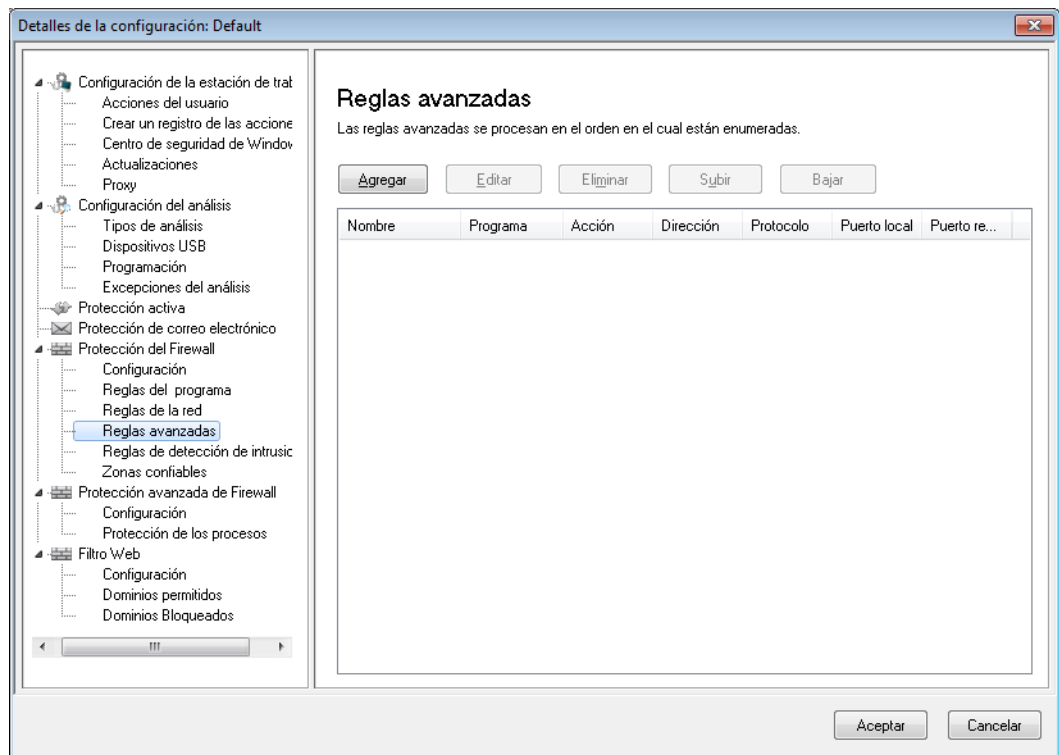 Detalles de la configuración: Default
Configuración de la estación de trat
Acciones del usuario
Crear un registro de las accione
Centro de seguridad de Window
Actualizaciones
Proxy
Configuración del análisis
Tipos de análisis
Dispositivos USB
Programación
Excepciones del análisis
Protección activa
Protección de correo electrónico
Protección del Firewall
Configuración
Reglas del programa
Reglas de la red
Reglas avanzadas
Reglas de detección de intrusic
Zonas confiables
Protección avanzada de Firewall
Configuración
Protección de los procesos
Filtro Web
Configuración
Dominios permitidos
Dominios Bloqueados
Reglas avanzadas
Las reglas avanzadas se procesan en el orden en el cual están enumeradas.
Agregar Editar Eliminar Subir Bajar
Nombre Programa Acción Dirección Protocolo Puerto local Puerto re...
Aceptar Cancelar